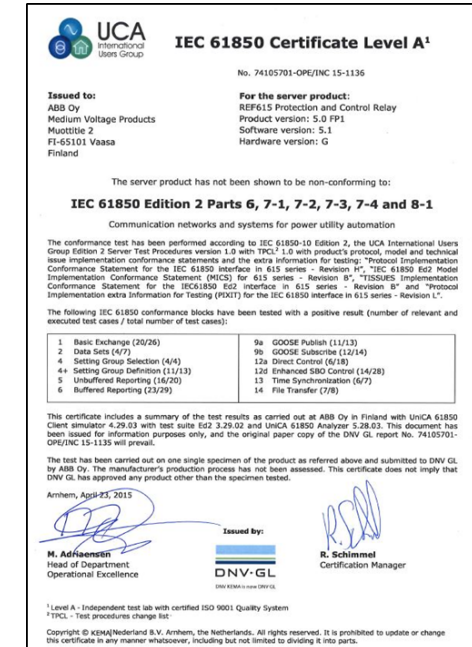 UCA
International
Users Group
IEC 61850 Certificate Level A¹
No. 74105701-OPE/INC 15-1136
Issued to:
ABB Oy
Medium Voltage Products
Muottitie 2
FI-65101 Vaasa
Finland
For the server product:
REF615 Protection and Control Relay
Product version: 5.0 FP1
Software version: 5.1
Hardware version: G
The server product has not been shown to be non-conforming to:
IEC 61850 Edition 2 Parts 6, 7-1, 7-2, 7-3, 7-4 and 8-1
Communication networks and systems for power utility automation
The conformance test has been performed according to IEC 61850-10 Edition 2, the UCA International Users
Group Edition 2 Server Test Procedures version 1.0 with TPCL² 1.0 with product's protocol, model and technical
issue implementation conformance statements and the extra information for testing: "Protocol Implementation
Conformance Statement for the IEC 61850 interface in 615 series - Revision H", "IEC 61850 Ed2 Model
Implementation Conformance Statement (MICS) for 615 series - Revision B", "TISSUES Implementation
Conformance Statement for the IEC61850 Ed2 interface in 615 series - Revision B" and "Protocol
Implementation extra Information for Testing (PIXIT) for the IEC 61850 interface in 615 series - Revision L".
The following IEC 61850 conformance blocks have been tested with a positive result (number of relevant and
executed test cases / total number of test cases):
1 Basic Exchange (20/26)
2 Data Sets (4/7)
4 Setting Group Selection (4/4)
4+ Setting Group Definition (11/13)
5 Unbuffered Reporting (16/20)
6 Buffered Reporting (23/29)
9a GOOSE Publish (11/13)
9b GOOSE Subscribe (12/14)
12a Direct Control (6/18)
12d Enhanced SBO Control (14/28)
13 Time Synchronization (6/7)
14 File Transfer (7/8)
This certificate includes a summary of the test results as carried out at ABB Oy in Finland with UniCA 61850
Client simulator 4.29.03 with test suite Ed2 3.29.02 and UniCA 61850 Analyzer 5.28.03. This document has
been issued for information purposes only, and the original paper copy of the DNV GL report No. 74105701-
OPE/INC 15-1135 will prevail.
The test has been carried out on one single specimen of the product as referred above and submitted to DNV GL
by ABB Oy. The manufacturer's production process has not been assessed. This certificate does not imply that
DNV GL has approved any product other than the specimen tested.
Arnhem, April 23, 2015
Issued by:
M. Adriaensen
Head of Department
Operational Excellence
DNV·GL
DNV KEMA is now DNV GL
R. Schimmel
Certification Manager
¹ Level A - Independent test lab with certified ISO 9001 Quality System
² TPCL - Test procedures change list
Copyright © KEMA Nederland B.V. Arnhem, the Netherlands. All rights reserved. It is prohibited to update or change
this certificate in any manner whatsoever, including but not limited to dividing it into parts.